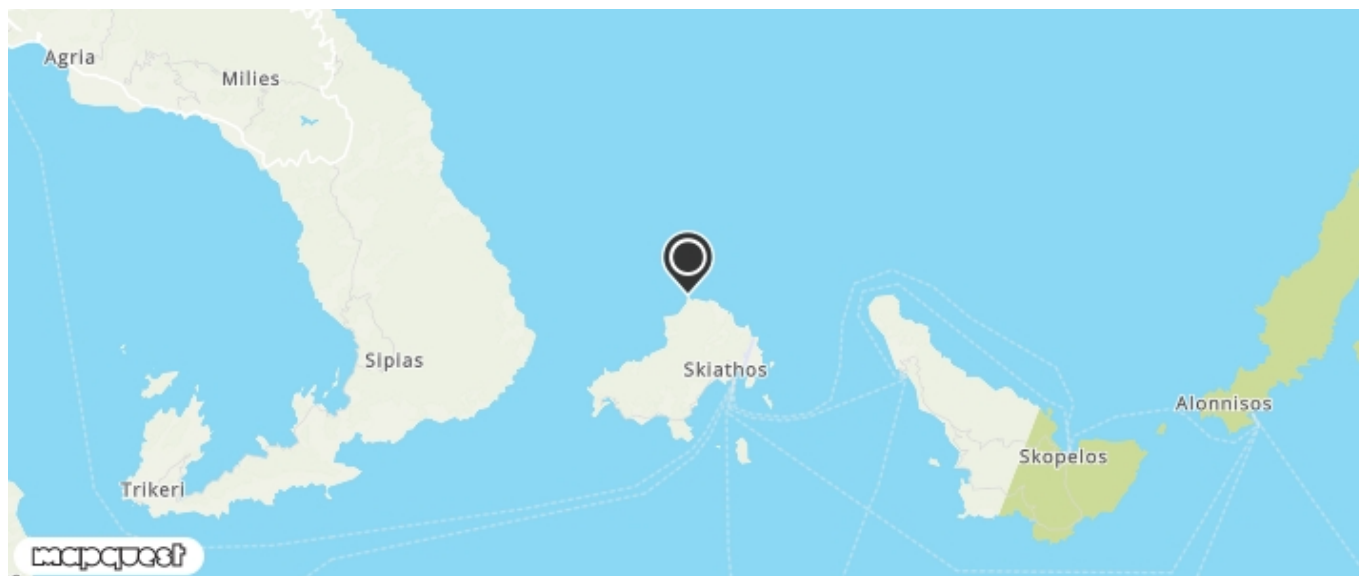 Agria
Milies
Sipias
Skiathos
Alonnisos
Skopelos
Trikeri
mapquest